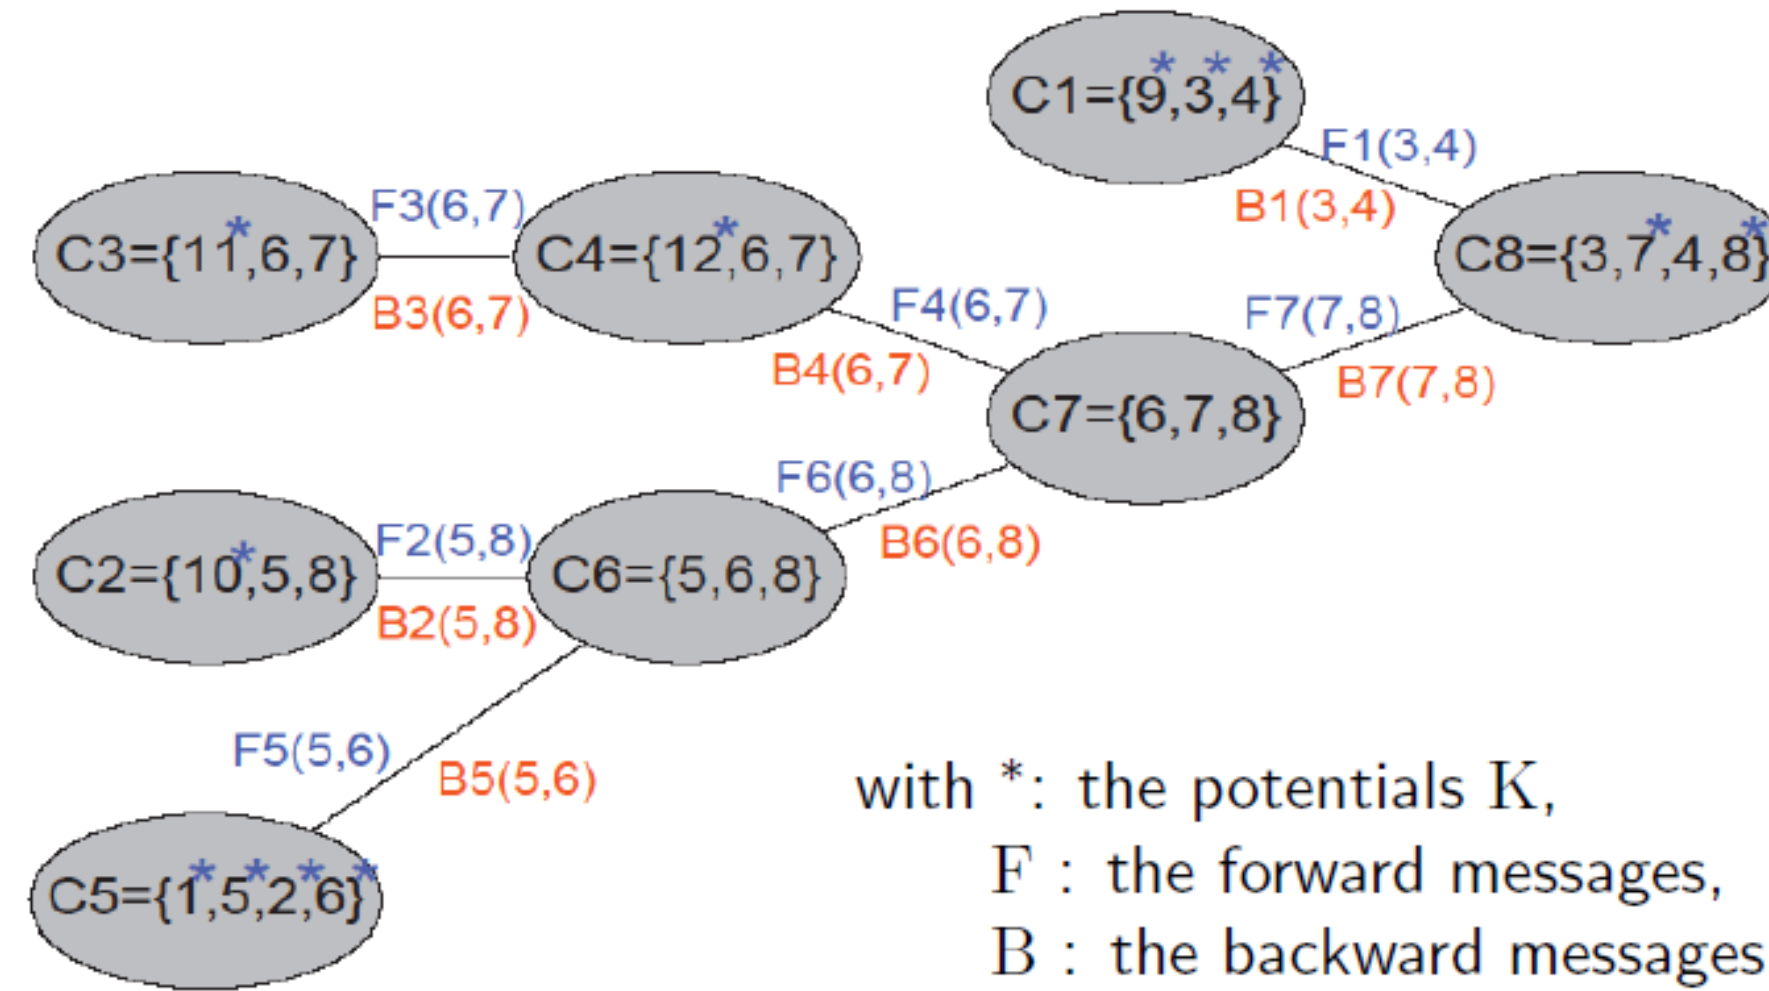 * * *
C1={9,3,4}
F1(3,4)
B1(3,4)
F3(6,7)
*
C3={11,6,7}
B3(6,7)
*
C4={12,6,7}
* *
C8={3,7,4,8}
F4(6,7)
B4(6,7)
F7(7,8)
B7(7,8)
C7={6,7,8}
F6(6,8)
B6(6,8)
*
C2={10,5,8}
F2(5,8)
B2(5,8)
C6={5,6,8}
F5(5,6)
B5(5,6)
* * * *
C5={1,5,2,6}
with *: the potentials K,
F : the forward messages,
B : the backward messages